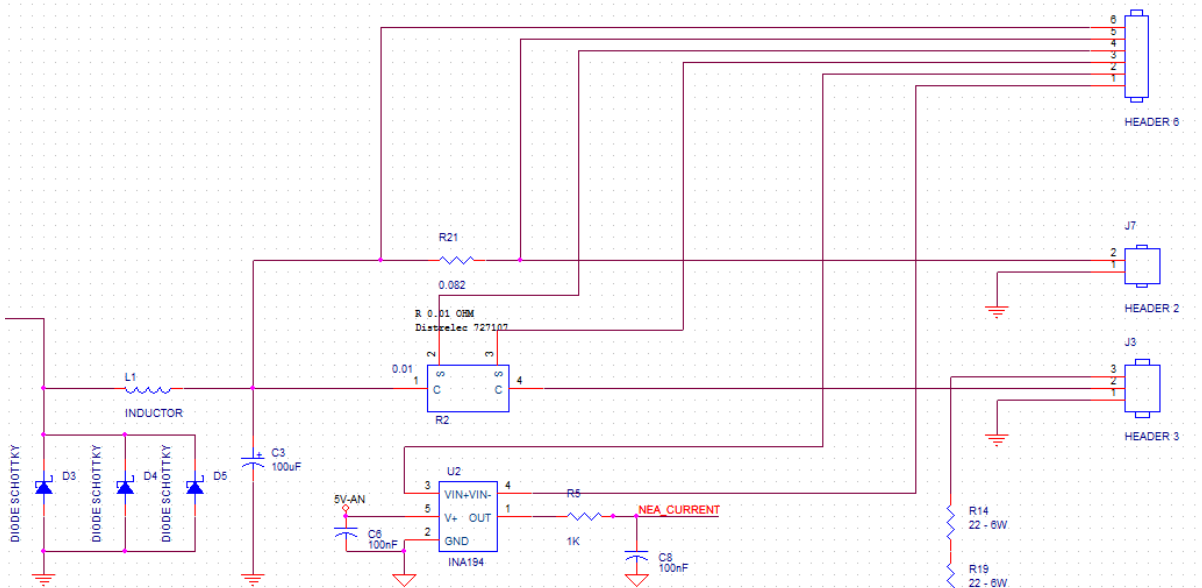 6
5
4
3
2
1
HEADER 6
J7
R21
2
1
0.082
HEADER 2
R 0.01 OHM
Distrelec 727107
J3
2
3
0.01
S
S
3
L1
1
C
C
4
2
1
INDUCTOR
R2
HEADER 3
DIODE SCHOTTKY
D3
DIODE SCHOTTKY
D4
DIODE SCHOTTKY
D5
+
C3
100uF
U2
3
VIN+
VIN-
4
R5
5V-AN
NEA_CURRENT
5
V+
OUT
1
R14
22 - 6W
C6
100nF
2
GND
1K
INA194
C8
100nF
R19
22 - 6W